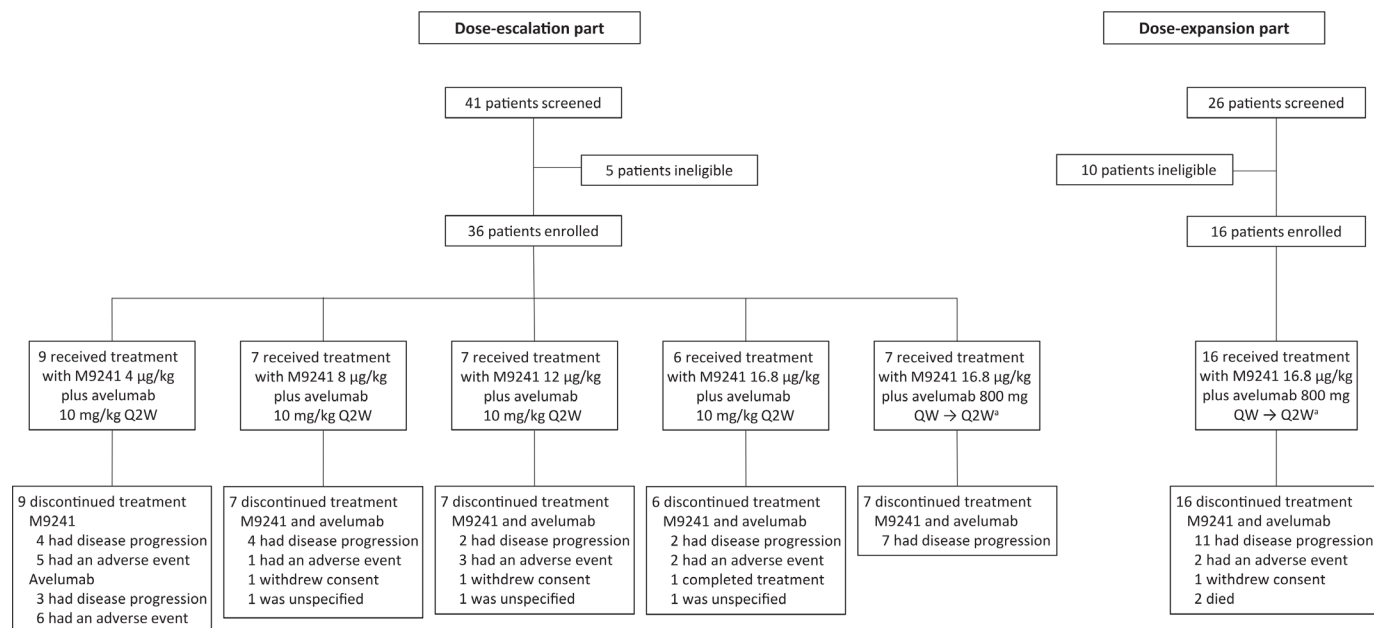 Dose-escalation part
41 patients screened
5 patients ineligible
36 patients enrolled
9 received treatment
with M9241 4 µg/kg
plus avelumab
10 mg/kg Q2W
7 received treatment
with M9241 8 µg/kg
plus avelumab
10 mg/kg Q2W
7 received treatment
with M9241 12 µg/kg
plus avelumab
10 mg/kg Q2W
6 received treatment
with M9241 16.8 µg/kg
plus avelumab
10 mg/kg Q2W
7 received treatment
with M9241 16.8 µg/kg
plus avelumab 800 mg
QW → Q2Wᵃ
9 discontinued treatment
M9241
4 had disease progression
5 had an adverse event
Avelumab
3 had disease progression
6 had an adverse event
7 discontinued treatment
M9241 and avelumab
4 had disease progression
1 had an adverse event
1 withdrew consent
1 was unspecified
7 discontinued treatment
M9241 and avelumab
2 had disease progression
3 had an adverse event
1 withdrew consent
1 was unspecified
6 discontinued treatment
M9241 and avelumab
2 had disease progression
2 had an adverse event
1 completed treatment
1 was unspecified
7 discontinued treatment
M9241 and avelumab
7 had disease progression
Dose-expansion part
26 patients screened
10 patients ineligible
16 patients enrolled
16 received treatment
with M9241 16.8 µg/kg
plus avelumab 800 mg
QW → Q2Wᵃ
16 discontinued treatment
M9241 and avelumab
11 had disease progression
2 had an adverse event
1 withdrew consent
2 died